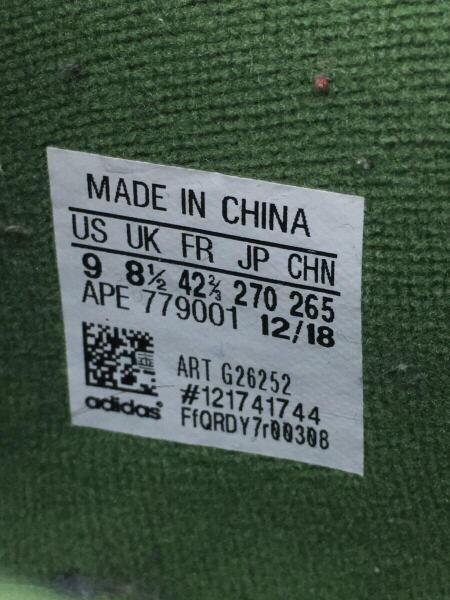 MADE IN CHINA
US UK FR JP CHN
9 8½ 42⅔ 270 265
APE 779001 12/18
ART G26252
#121741744
adidas FfQRDY7r00308